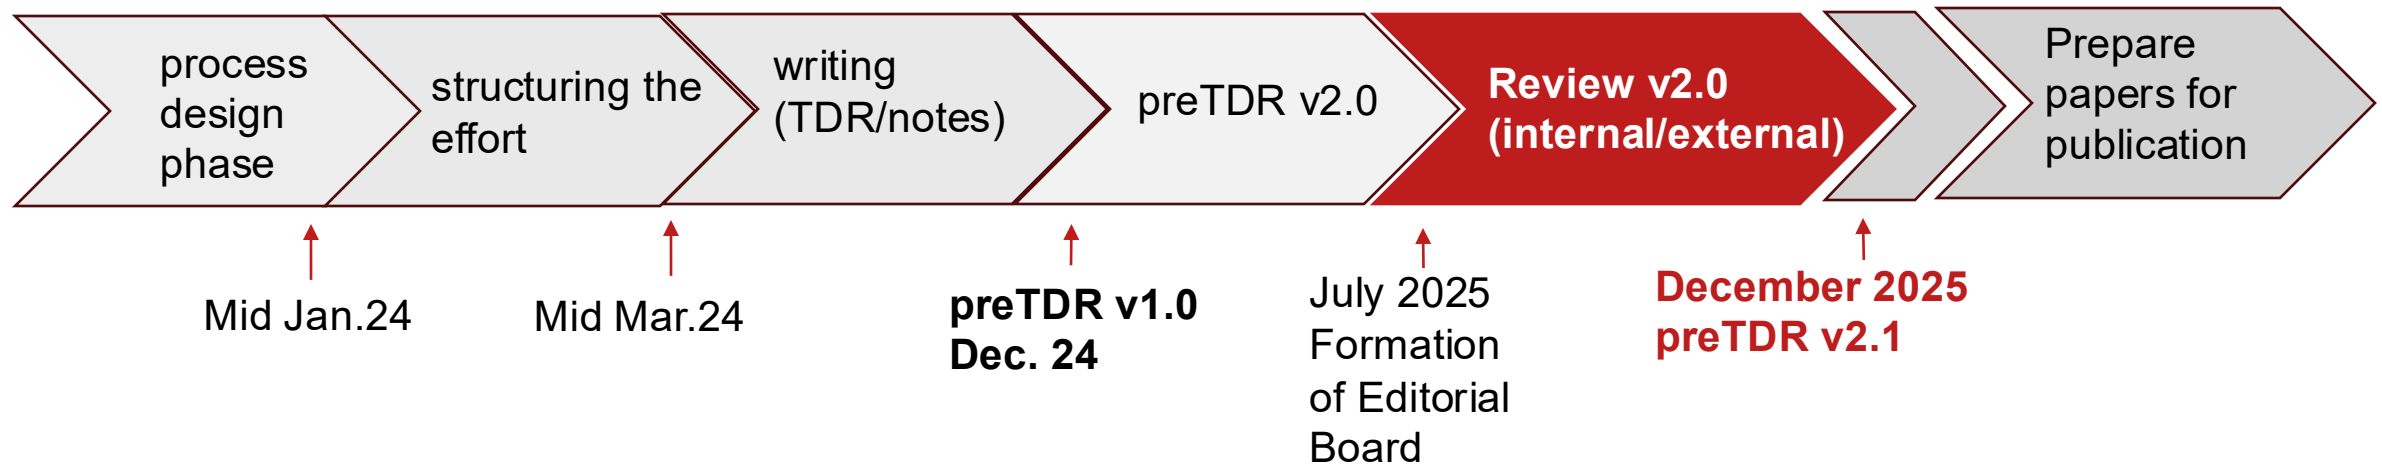 process
design
phase
structuring the
effort
writing
(TDR/notes)
preTDR v2.0
Review v2.0
(internal/external)
Prepare
papers for
publication
Mid Jan.24
Mid Mar.24
preTDR v1.0
Dec. 24
July 2025
Formation
of Editorial
Board
December 2025
preTDR v2.1